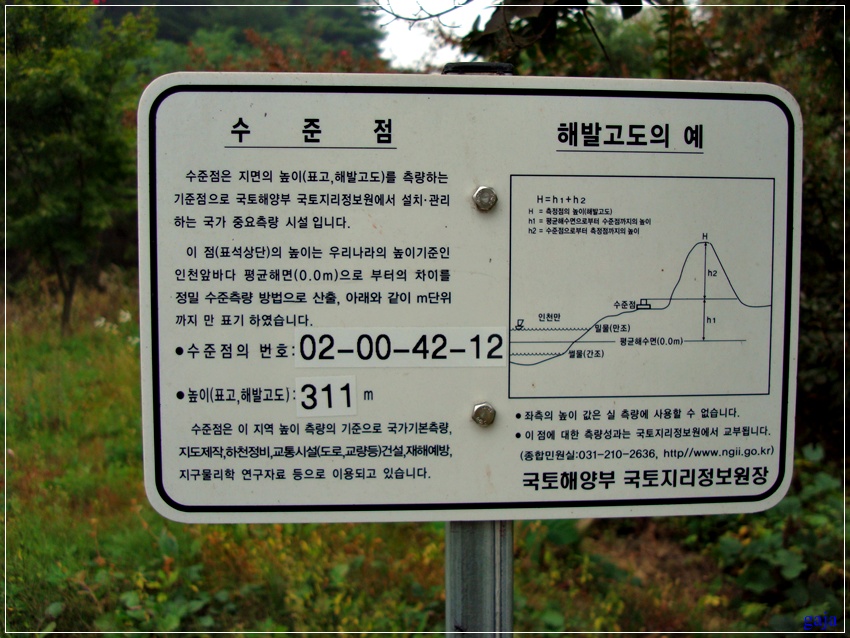 수 준 점
수준점은 지면의 높이(표고,해발고도)를 측량하는
기준점으로 국토해양부 국토지리정보원에서 설치·관리
하는 국가 중요측량 시설 입니다.
이 점(표석상단)의 높이는 우리나라의 높이기준인
인천앞바다 평균해면(0.0m)으로 부터의 차이를
정밀 수준측량 방법으로 산출, 아래와 같이 m단위
까지 만 표기 하였습니다.
●수준점의 번호:02-00-42-12
●높이(표고,해발고도):311 m
수준점은 이 지역 높이 측량의 기준으로 국가기본측량,
지도제작,하천정비,교통시설(도로,교량등)건설,재해예방,
지구물리학 연구자료 등으로 이용되고 있습니다.
해발고도의 예
H=h1+h2
H = 측정점의 높이(해발고도)
h1 = 평균해수면으로부터 수준점까지의 높이
h2 = 수준점으로부터 측정점까지의 높이
H
h2
수준점
h1
인천만
밀물(만조)
평균해수면(0.0m)
썰물(간조)
● 좌측의 높이 값은 실 측량에 사용할 수 없습니다.
● 이 점에 대한 측량성과는 국토지리정보원에서 교부됩니다.
(종합민원실:031-210-2636, http//www.ngii.go.kr)
국토해양부 국토지리정보원장
gaja